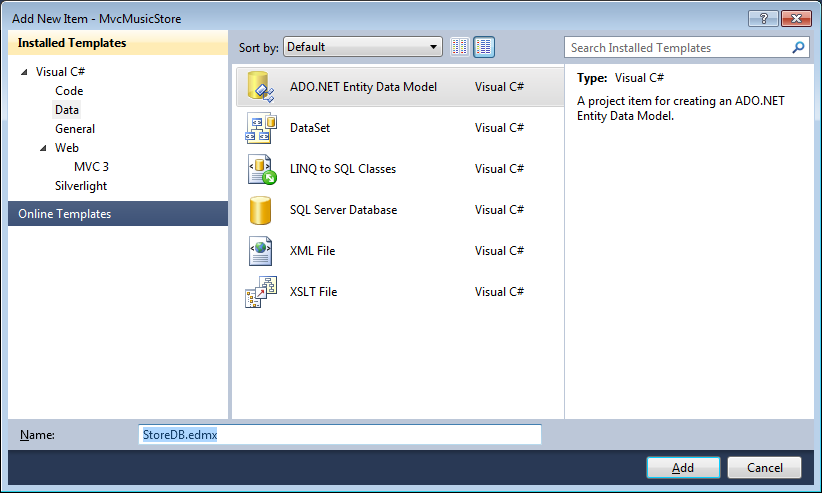 Add New Item - MvcMusicStore
Installed Templates
Visual C#
Code
Data
General
Web
MVC 3
Silverlight
Online Templates
Sort by: Default
ADO.NET Entity Data Model Visual C#
DataSet Visual C#
LINQ to SQL Classes Visual C#
SQL Server Database Visual C#
XML File Visual C#
XSLT File Visual C#
Search Installed Templates
Type: Visual C#
A project item for creating an ADO.NET
Entity Data Model.
Name: StoreDB.edmx
Add Cancel